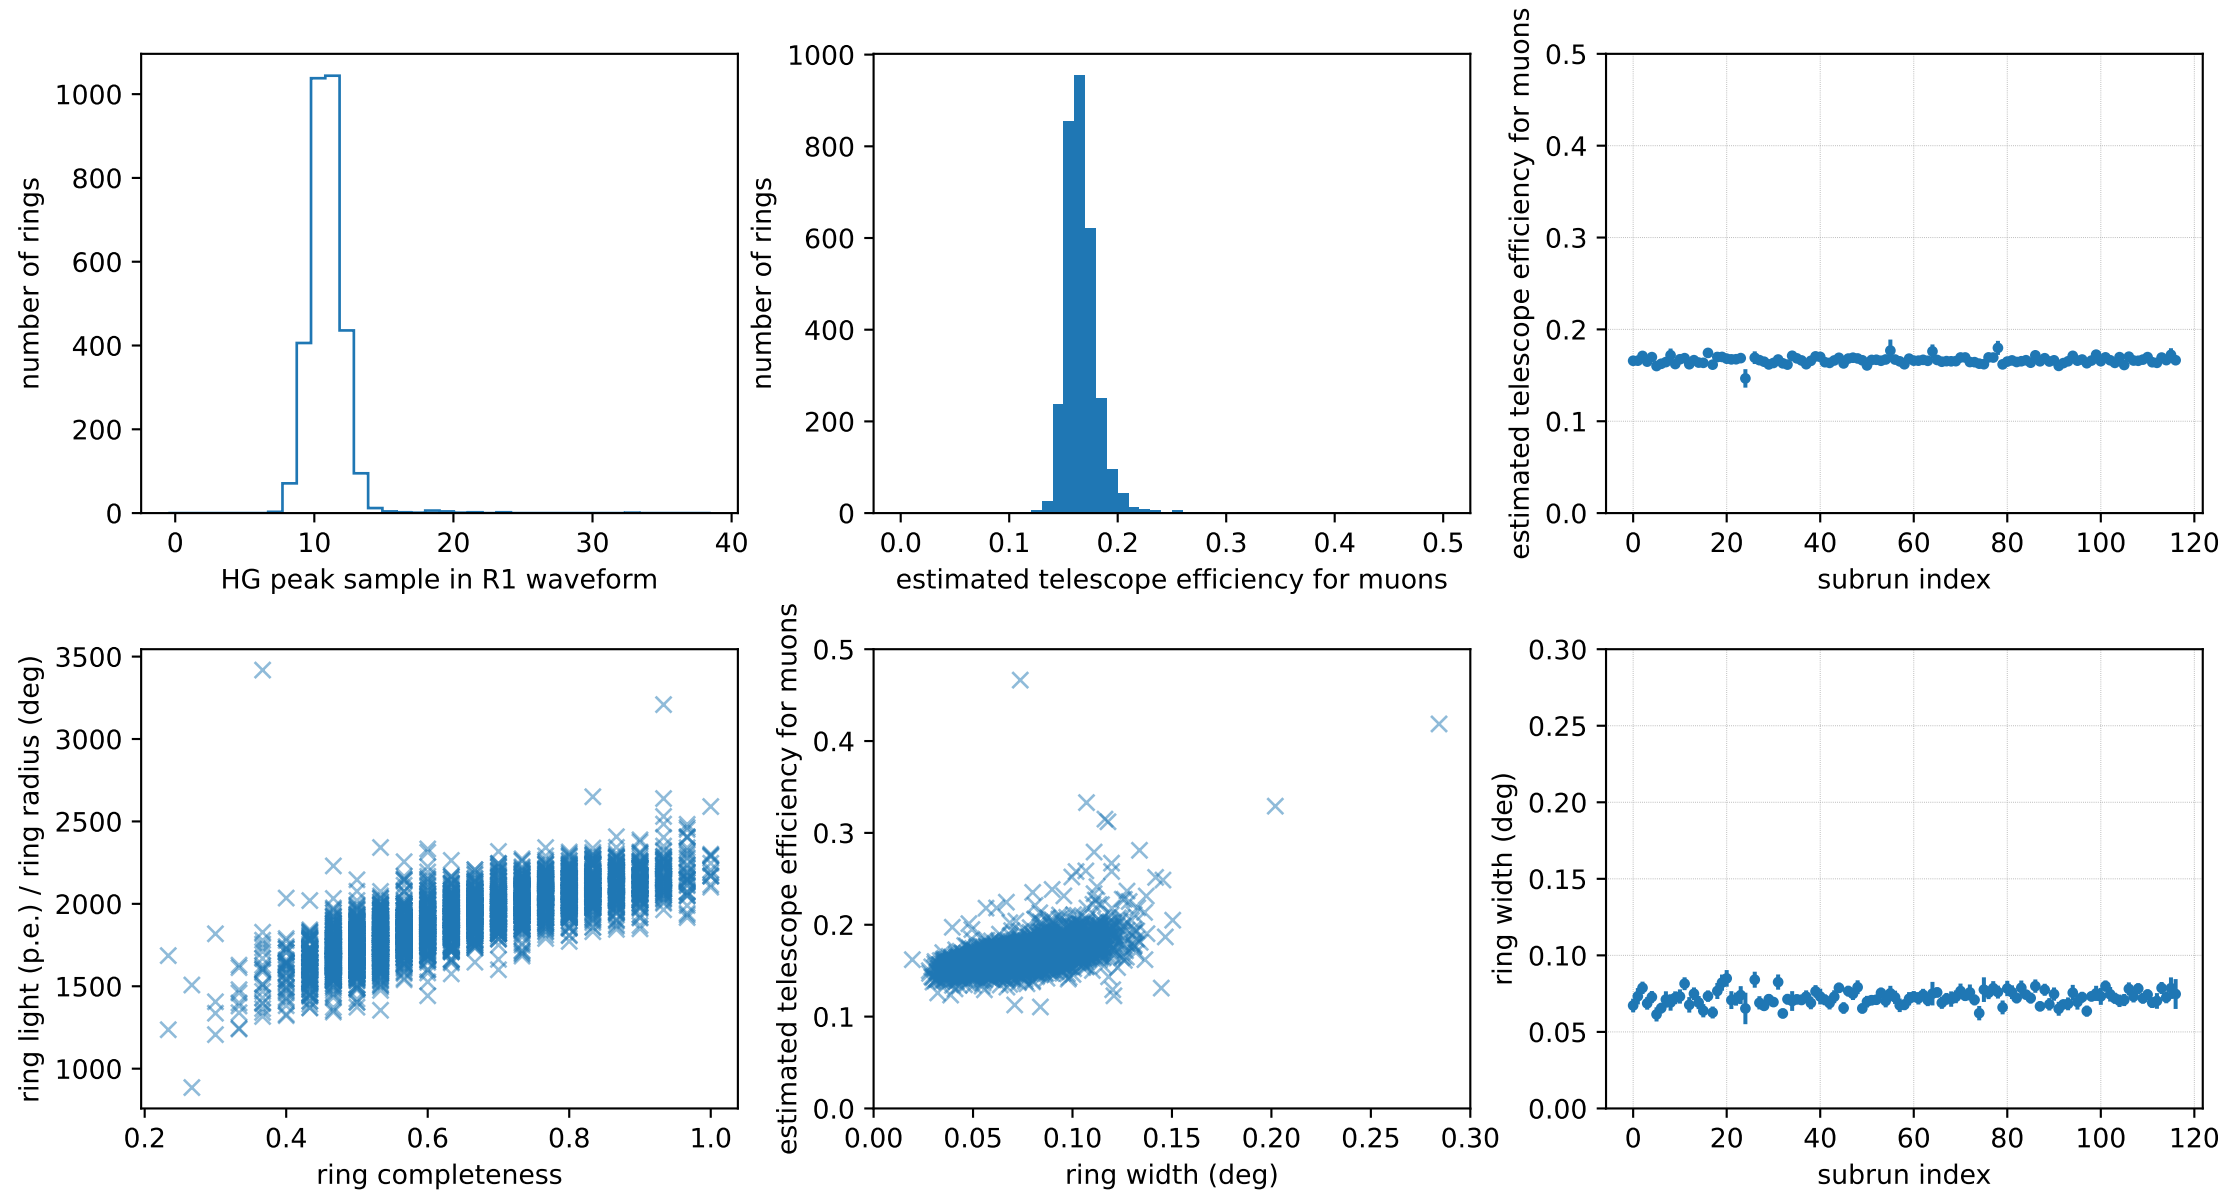 number of rings
1000
800
600
400
200
0
0 10 20 30 40
HG peak sample in R1 waveform
number of rings
1000
800
600
400
200
0
0.0 0.1 0.2 0.3 0.4 0.5
estimated telescope efficiency for muons
estimated telescope efficiency for muons
0.5
0.4
0.3
0.2
0.1
0.0
0 20 40 60 80 100 120
subrun index
ring light (p.e.) / ring radius (deg)
3500
3000
2500
2000
1500
1000
0.2 0.4 0.6 0.8 1.0
ring completeness
estimated telescope efficiency for muons
0.5
0.4
0.3
0.2
0.1
0.0
0.00 0.05 0.10 0.15 0.20 0.25 0.30
ring width (deg)
ring width (deg)
0.30
0.25
0.20
0.15
0.10
0.05
0.00
0 20 40 60 80 100 120
subrun index